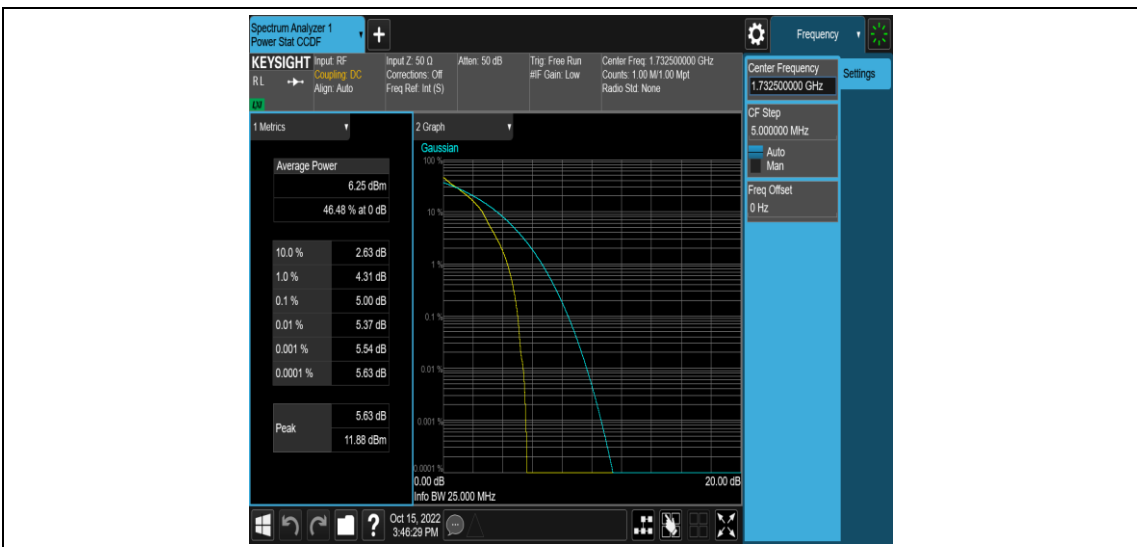 Spectrum Analyzer 1
Power Stat CCDF
+
Frequency
KEYSIGHT
RL
LXI
Input: RF
Coupling: DC
Align: Auto
Input Z: 50 Ω
Corrections: Off
Freq Ref: Int (S)
Atten: 50 dB
Trig: Free Run
#IF Gain: Low
Center Freq: 1.732500000 GHz
Counts: 1.00 M/1.00 Mpt
Radio Std: None
Center Frequency
1.732500000 GHz
Settings
CF Step
5.000000 MHz
Auto
Man
Freq Offset
0 Hz
1 Metrics
Average Power
6.25 dBm
46.48 % at 0 dB
10.0 % 2.63 dB
1.0 % 4.31 dB
0.1 % 5.00 dB
0.01 % 5.37 dB
0.001 % 5.54 dB
0.0001 % 5.63 dB
Peak
5.63 dB
11.88 dBm
2 Graph
Gaussian
100 %
10 %
1 %
0.1 %
0.01 %
0.001 %
0.0001 %
0.00 dB 20.00 dB
Info BW 25.000 MHz
?
Oct 15, 2022
3:46:29 PM